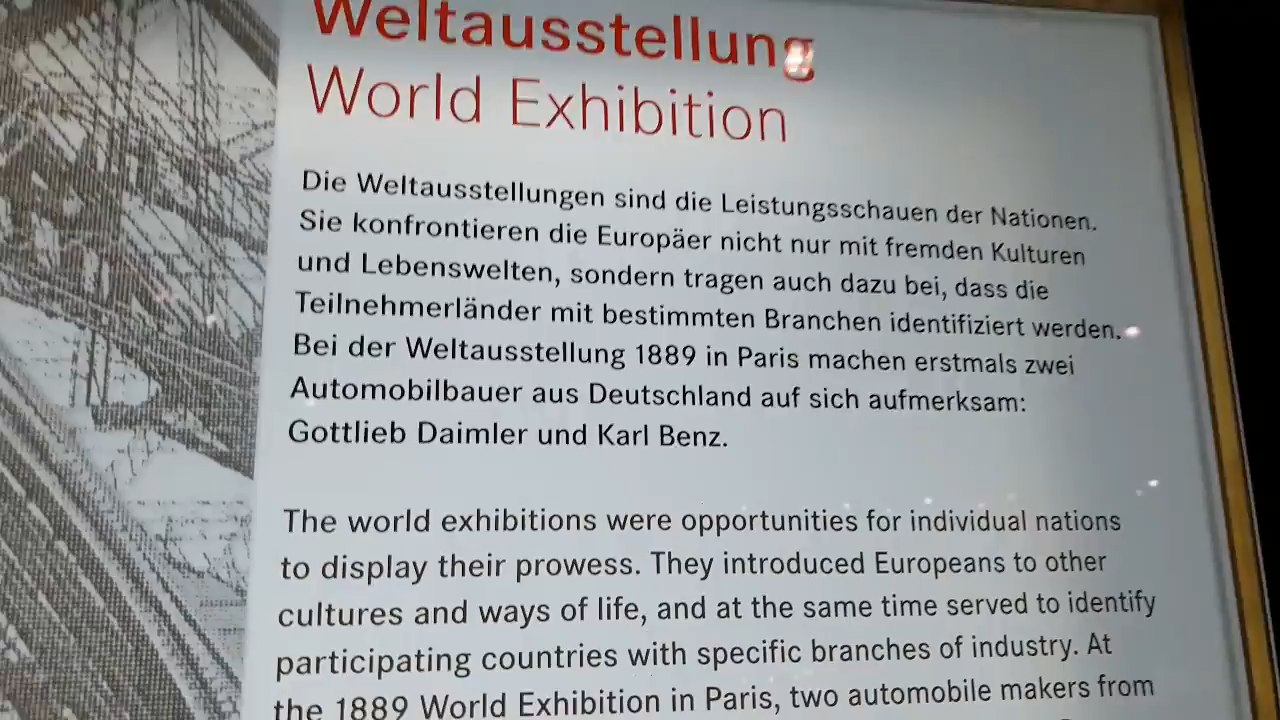 Weltausstellung
World Exhibition
Die Weltausstellungen sind die Leistungsschauen der Nationen.
Sie konfrontieren die Europäer nicht nur mit fremden Kulturen
und Lebenswelten, sondern tragen auch dazu bei, dass die
Teilnehmerländer mit bestimmten Branchen identifiziert werden.
Bei der Weltausstellung 1889 in Paris machen erstmals zwei
Automobilbauer aus Deutschland auf sich aufmerksam:
Gottlieb Daimler und Karl Benz.
The world exhibitions were opportunities for individual nations
to display their prowess. They introduced Europeans to other
cultures and ways of life, and at the same time served to identify
participating countries with specific branches of industry. At
the 1889 World Exhibition in Paris, two automobile makers from